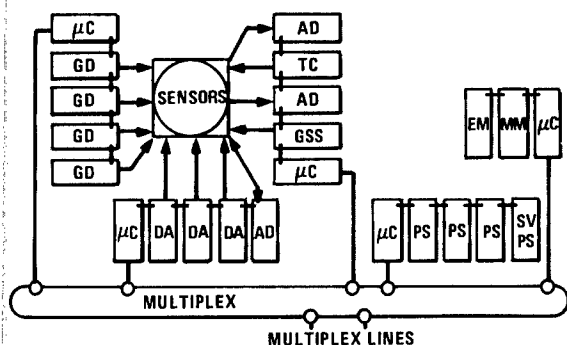 μC
GD
GD
GD
GD
SENSORS
AD
TC
AD
GSS
μC
μC DA DA DA AD
EM MM μC
μC PS PS PS SV PS
MULTIPLEX
MULTIPLEX LINES